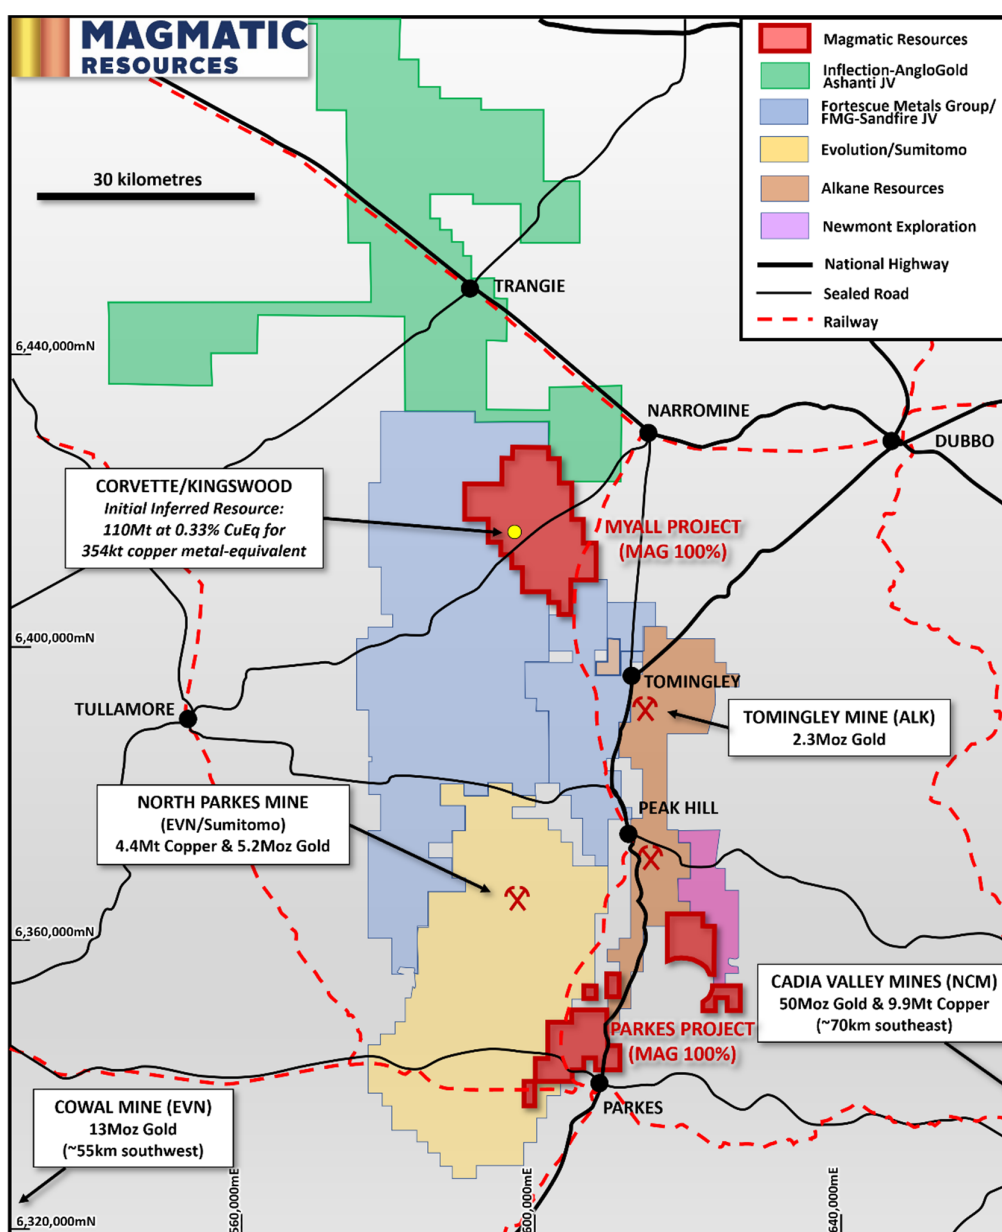 MAGMATIC
RESOURCES
Magmatic Resources
Inflection-AngloGold
Ashanti JV
Fortescue Metals Group/
FMG-Sandfire JV
Evolution/Sumitomo
Alkane Resources
Newmont Exploration
National Highway
Sealed Road
Railway
30 kilometres
TRANGIE
6,440,000mN
NARROMINE
DUBBO
CORVETTE/KINGSWOOD
Initial Inferred Resource:
110Mt at 0.33% CuEq for
354kt copper metal-equivalent
MYALL PROJECT
(MAG 100%)
6,400,000mN
TOMINGLEY
TULLAMORE
TOMINGLEY MINE (ALK)
2.3Moz Gold
NORTH PARKES MINE
(EVN/Sumitomo)
4.4Mt Copper & 5.2Moz Gold
PEAK HILL
6,360,000mN
CADIA VALLEY MINES (NCM)
50Moz Gold & 9.9Mt Copper
(~70km southeast)
PARKES PROJECT
(MAG 100%)
PARKES
COWAL MINE (EVN)
13Moz Gold
(~55km southwest)
6,320,000mN
560,000mE
600,000mE
640,000mE